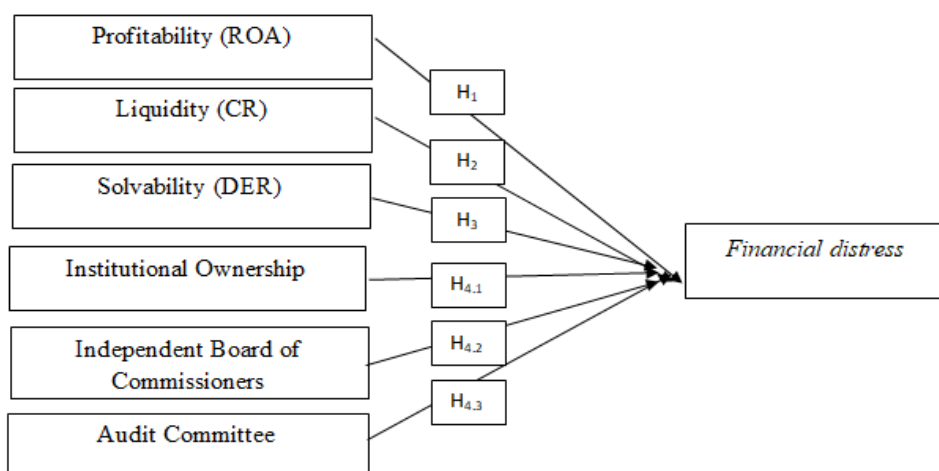 Profitability (ROA)
H1
Liquidity (CR)
H2
Solvability (DER)
H3
Financial distress
Institutional Ownership
H4.1
Independent Board of
Commissioners
H4.2
Audit Committee
H4.3